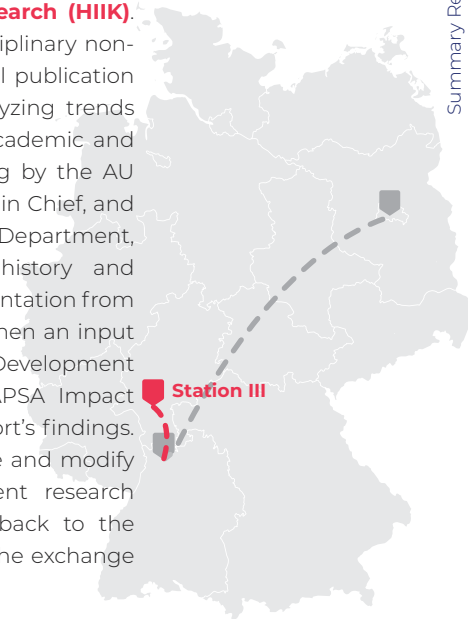 earch (HIIK).
iplinary non-
l publication
yzing trends
cademic and
g by the AU
in Chief, and
Department,
history and
ntation from
hen an input
Development
APSA Impact
ort's findings.
e and modify
ent research
back to the
he exchange
Station III
Summary Re